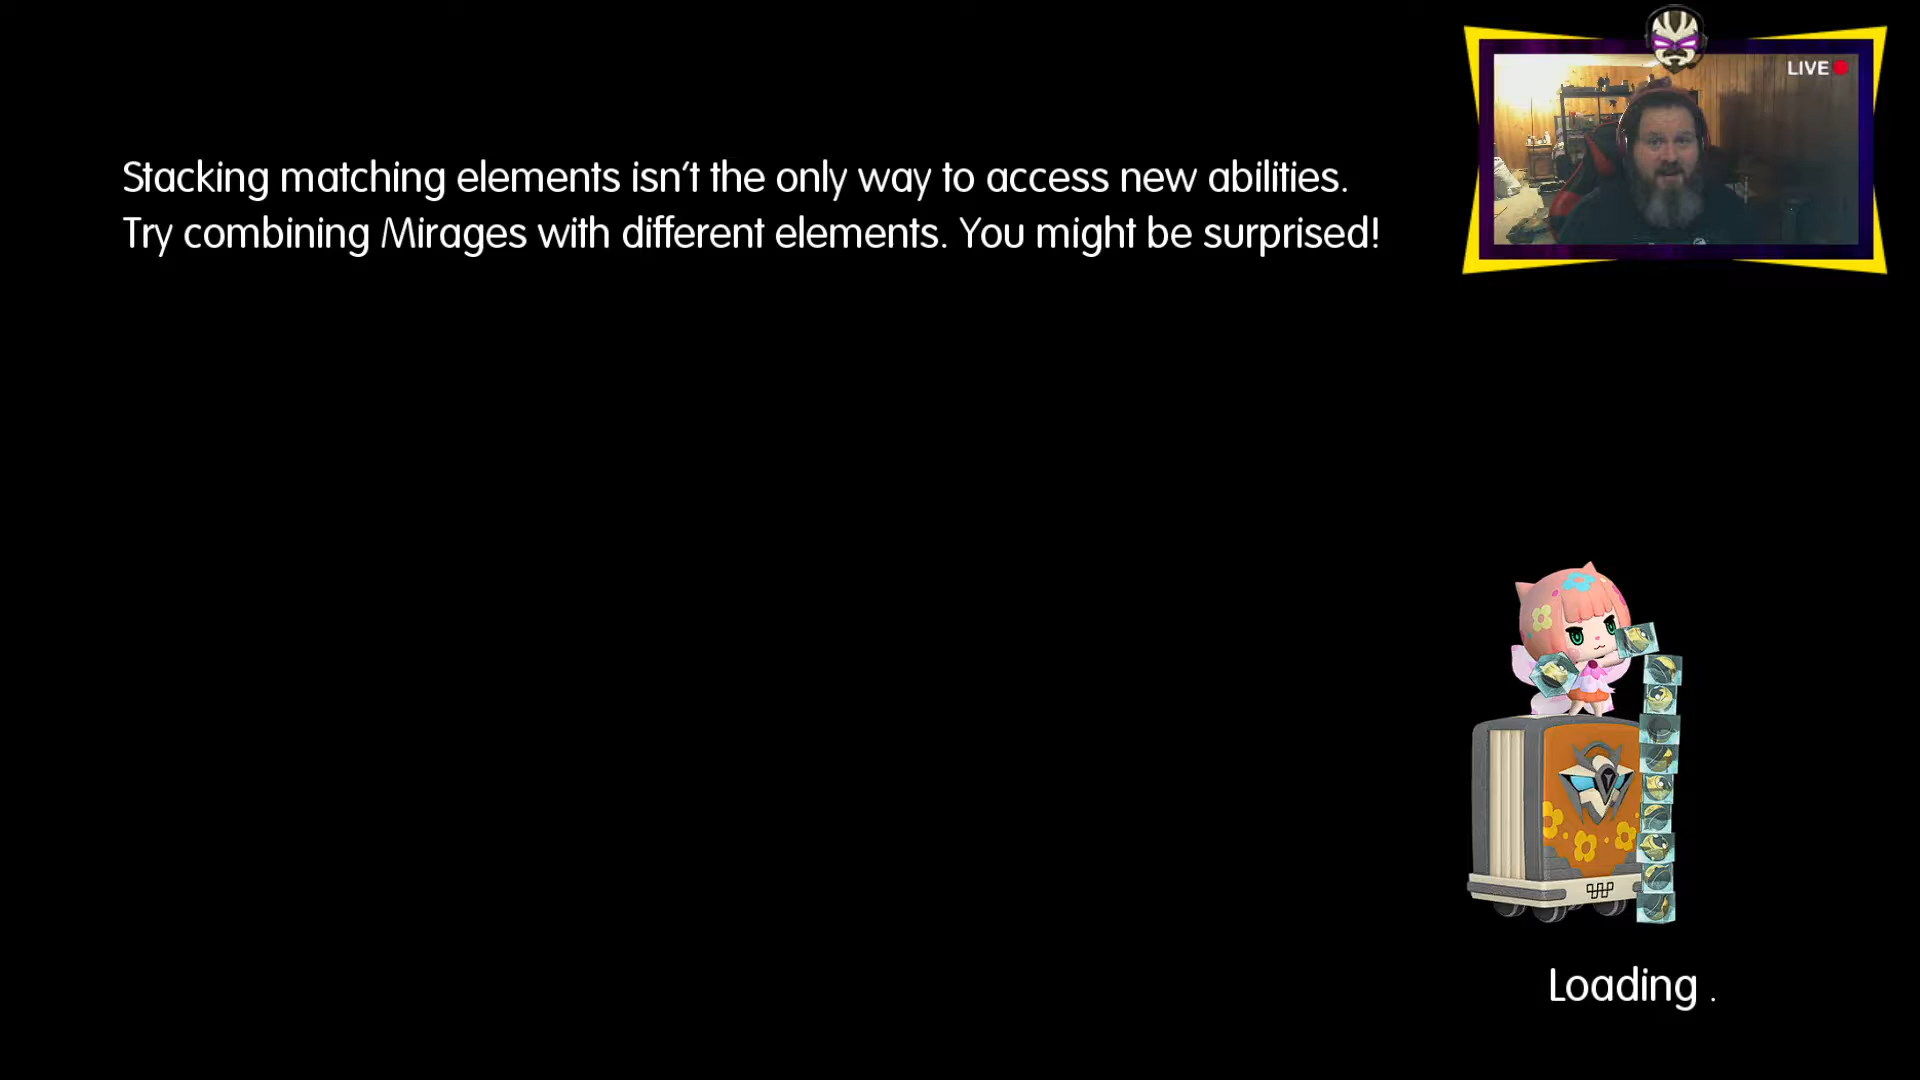 LIVE
Stacking matching elements isn't the only way to access new abilities.
Try combining Mirages with different elements. You might be surprised!
Loading .